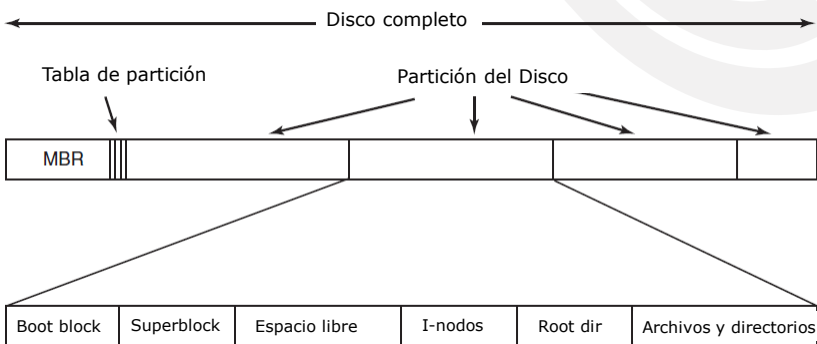 Disco completo
Tabla de partición
Partición del Disco
MBR
Boot block
Superblock
Espacio libre
I-nodos
Root dir
Archivos y directorios